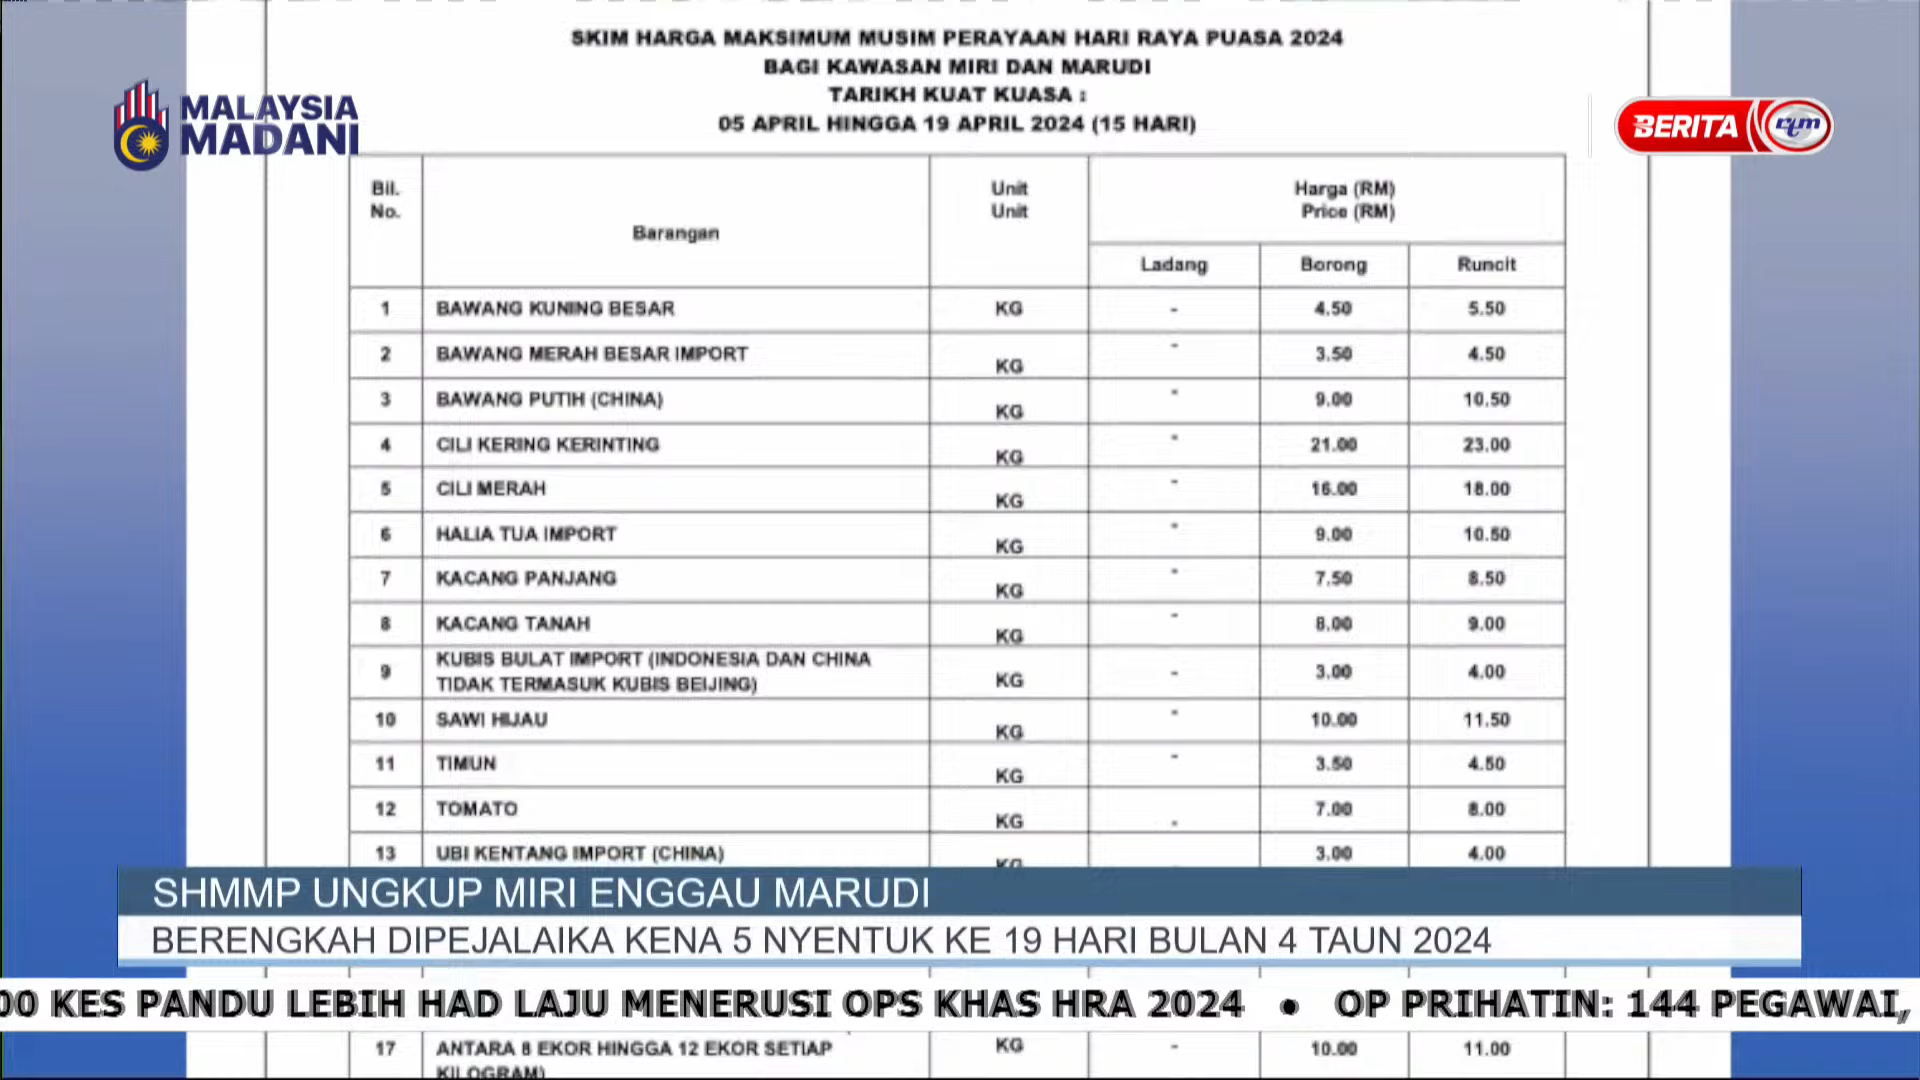 SKIM HARGA MAKSIMUM MUSIM PERAYAAN HARI RAYA PUASA 2024
BAGI KAWASAN MIRI DAN MARUDI
TARIKH KUAT KUASA :
05 APRIL HINGGA 19 APRIL 2024 (15 HARI)
MALAYSIA
MADANI
BERITA rtm
Bil. Unit Harga (RM)
No. Unit Price (RM)
Barangan
Ladang Borong Runcit
1 BAWANG KUNING BESAR KG - 4.50 5.50
2 BAWANG MERAH BESAR IMPORT KG - 3.50 4.50
3 BAWANG PUTIH (CHINA) KG - 9.00 10.50
4 CILI KERING KERINTING KG - 21.00 23.00
5 CILI MERAH KG - 16.00 18.00
6 HALIA TUA IMPORT KG - 9.00 10.50
7 KACANG PANJANG KG - 7.50 8.50
8 KACANG TANAH KG - 8.00 9.00
9 KUBIS BULAT IMPORT (INDONESIA DAN CHINA
TIDAK TERMASUK KUBIS BEIJING) KG - 3.00 4.00
10 SAWI HIJAU KG - 10.00 11.50
11 TIMUN KG - 3.50 4.50
12 TOMATO KG - 7.00 8.00
13 UBI KENTANG IMPORT (CHINA) KG 3.00 4.00
SHMMP UNGKUP MIRI ENGGAU MARUDI
BERENGKAH DIPEJALAIKA KENA 5 NYENTUK KE 19 HARI BULAN 4 TAUN 2024
00 KES PANDU LEBIH HAD LAJU MENERUSI OPS KHAS HRA 2024 • OP PRIHATIN: 144 PEGAWAI,
17 ANTARA 8 EKOR HINGGA 12 EKOR SETIAP KG - 10.00 11.00
KILOGRAM)